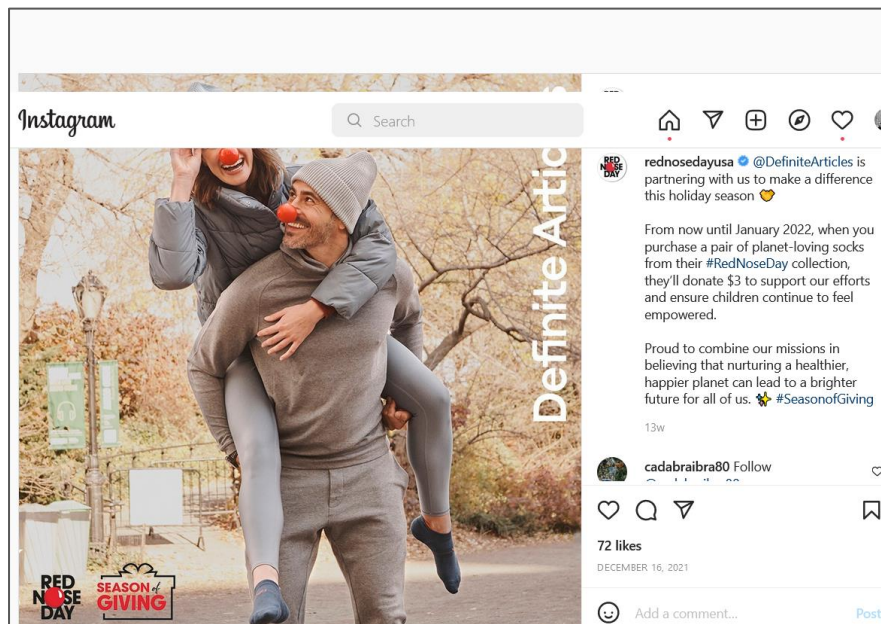 Instagram
Search
Definite Artic
RED
NOSE
DAY
rednosedayusa @DefiniteArticles is
partnering with us to make a difference
this holiday season
From now until January 2022, when you
purchase a pair of planet-loving socks
from their #RedNoseDay collection,
they'll donate $3 to support our efforts
and ensure children continue to feel
empowered.
Proud to combine our missions in
believing that nurturing a healthier,
happier planet can lead to a brighter
future for all of us. #SeasonofGiving
13w
cadabraibra80 Follow
72 likes
DECEMBER 16, 2021
Add a comment...
Post
RED
NOSE
DAY
SEASON of
GIVING